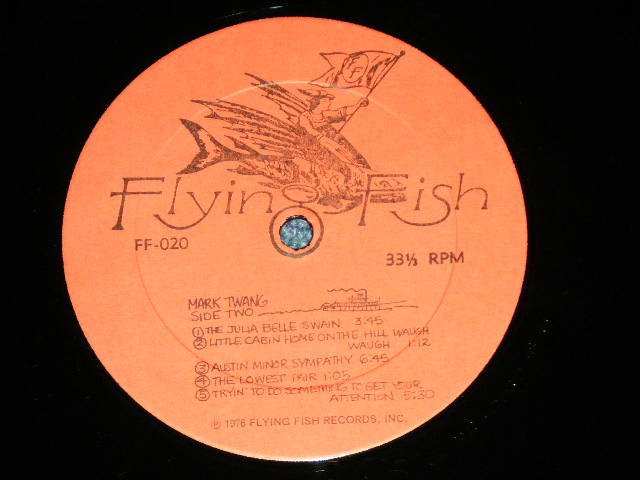 F
Flying Fish
FF-020
33⅓ RPM
MARK TWANG
SIDE TWO
① THE JULIA BELLE SWAIN 3:45
② LITTLE CABIN HOME ON THE HILL WAUGH
WAUGH 1:12
③ AUSTIN MINOR SYMPATHY 6:45
④ THE LOWEST PAIR 1:05
⑤ TRYIN' TO DO SOMETHING TO GET YOUR
ATTENTION 5:30
℗ 1976 FLYING FISH RECORDS, INC.